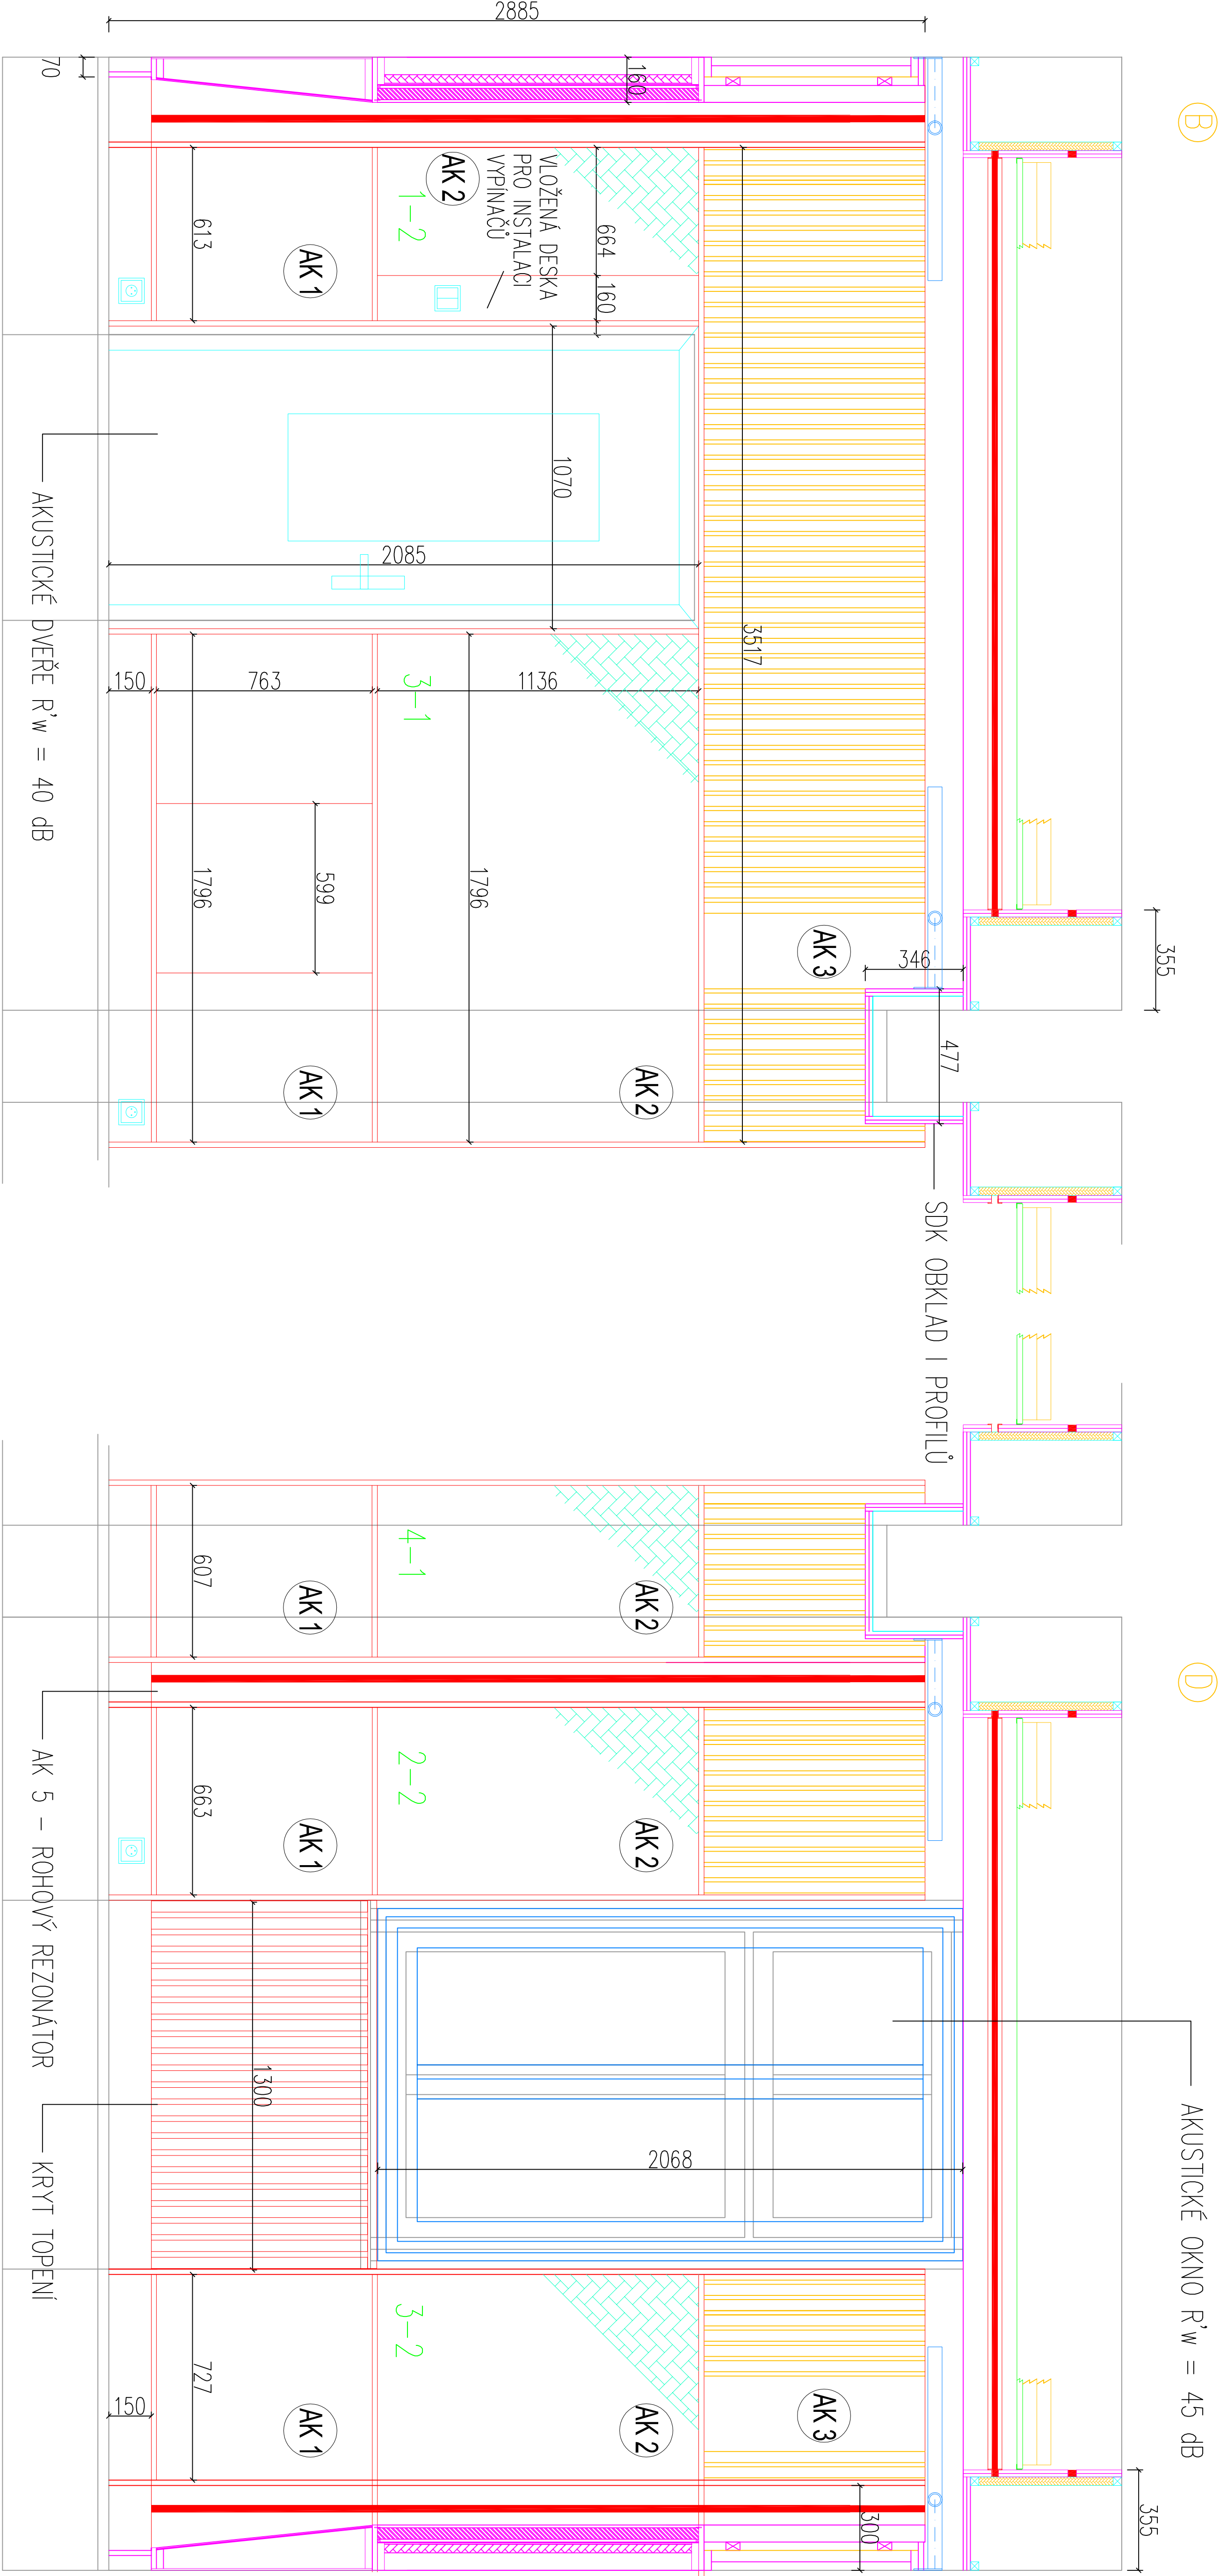 B
2885
70
160
613
AK 1
AK 2
1-2
VLOŽENÁ DESKA
PRO INSTALACI
VYPÍNAČŮ
664
160
1070
2085
AKUSTICKÉ DVEŘE R'w = 40 dB
3517
150
763
1136
3-1
599
1796
1796
AK 3
346
355
477
AK 1
AK 2
SDK OBKLAD I PROFILŮ
D
4-1
607
AK 1
AK 2
AK 5 - ROHOVÝ REZONÁTOR
2-2
663
AK 1
AK 2
1300
KRYT TOPENÍ
2068
AKUSTICKÉ OKNO R'w = 45 dB
3-2
727
150
AK 1
AK 2
AK 3
300
355